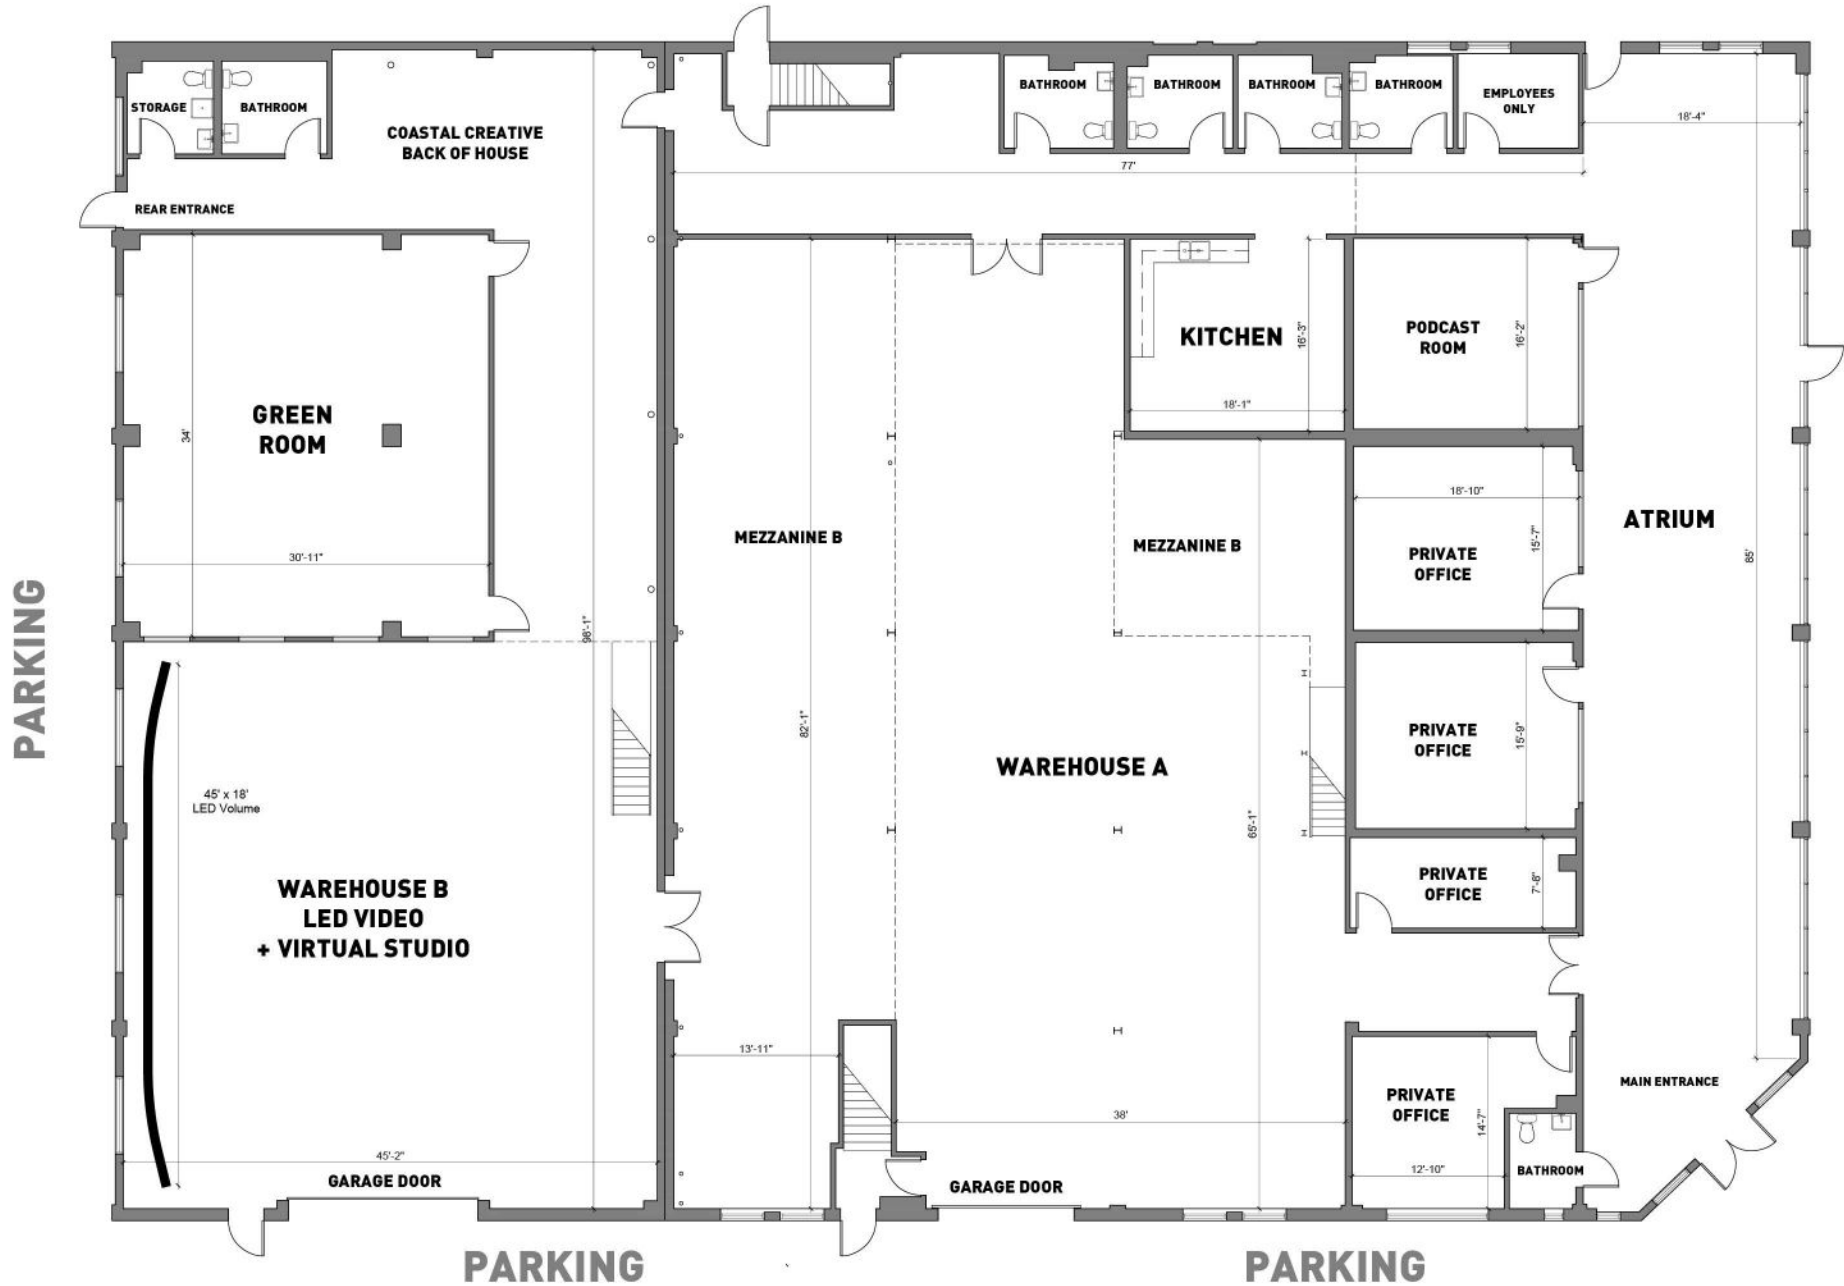 STORAGE
BATHROOM
COASTAL CREATIVE
BACK OF HOUSE
REAR ENTRANCE
BATHROOM
BATHROOM
BATHROOM
BATHROOM
EMPLOYEES
ONLY
18'-4"
77'
GREEN
ROOM
34'
30'-11"
98'-1"
KITCHEN
16'-3"
18'-1"
PODCAST
ROOM
16'-2"
MEZZANINE B
MEZZANINE B
18'-10"
15'-7"
PRIVATE
OFFICE
ATRIUM
85'
PARKING
45' x 18'
LED Volume
82'-1"
WAREHOUSE A
65'-1"
PRIVATE
OFFICE
15'-9"
WAREHOUSE B
LED VIDEO
+ VIRTUAL STUDIO
PRIVATE
OFFICE
7'-8"
13'-11"
38'
PRIVATE
OFFICE
14'-7"
12'-10"
MAIN ENTRANCE
BATHROOM
45'-2"
GARAGE DOOR
GARAGE DOOR
PARKING
PARKING